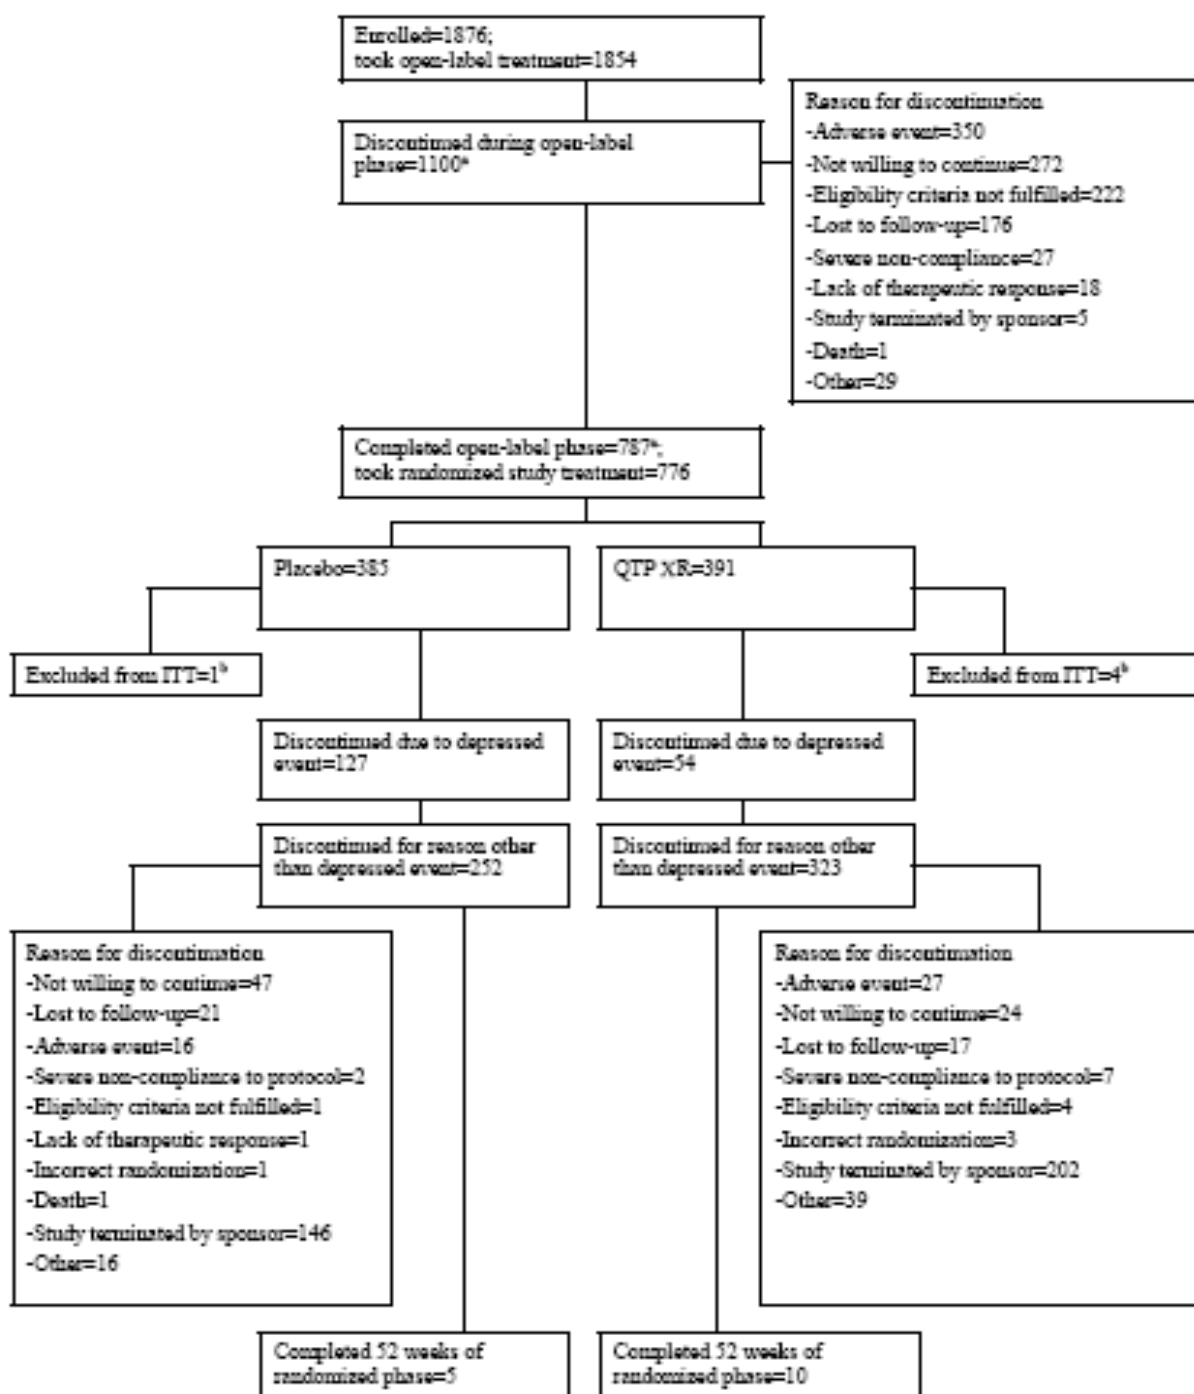 Enrolled=1876;
took open-label treatment=1854
Discontinued during open-label
phase=1100ᵃ
Reason for discontinuation
-Adverse event=350
-Not willing to continue=272
-Eligibility criteria not fulfilled=222
-Lost to follow-up=176
-Severe non-compliance=27
-Lack of therapeutic response=18
-Study terminated by sponsor=5
-Death=1
-Other=29
Completed open-label phase=787ᵃ;
took randomized study treatment=776
Placebo=385
QTP XR=391
Excluded from ITT=1ᵇ
Excluded from ITT=4ᵇ
Discontinued due to depressed
event=127
Discontinued due to depressed
event=54
Discontinued for reason other
than depressed event=252
Discontinued for reason other
than depressed event=323
Reason for discontinuation
-Not willing to continue=47
-Lost to follow-up=21
-Adverse event=16
-Severe non-compliance to protocol=2
-Eligibility criteria not fulfilled=1
-Lack of therapeutic response=1
-Incorrect randomization=1
-Death=1
-Study terminated by sponsor=146
-Other=16
Reason for discontinuation
-Adverse event=27
-Not willing to continue=24
-Lost to follow-up=17
-Severe non-compliance to protocol=7
-Eligibility criteria not fulfilled=4
-Incorrect randomization=3
-Study terminated by sponsor=202
-Other=39
Completed 52 weeks of
randomized phase=5
Completed 52 weeks of
randomized phase=10